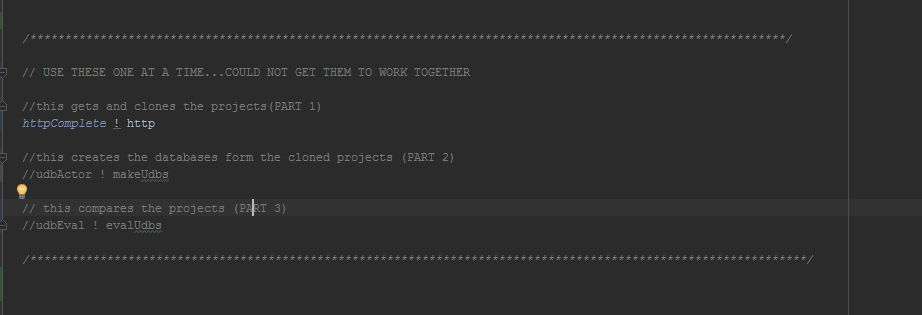 /************************************************************************************************************/
// USE THESE ONE AT A TIME...COULD NOT GET THEM TO WORK TOGETHER
//this gets and clones the projects(PART 1)
httpComplete ! http
//this creates the databases form the cloned projects (PART 2)
//udbActor ! makeUdbs
// this compares the projects (PART 3)
//udbEval ! evalUdbs
/***************************************************************************************************************/